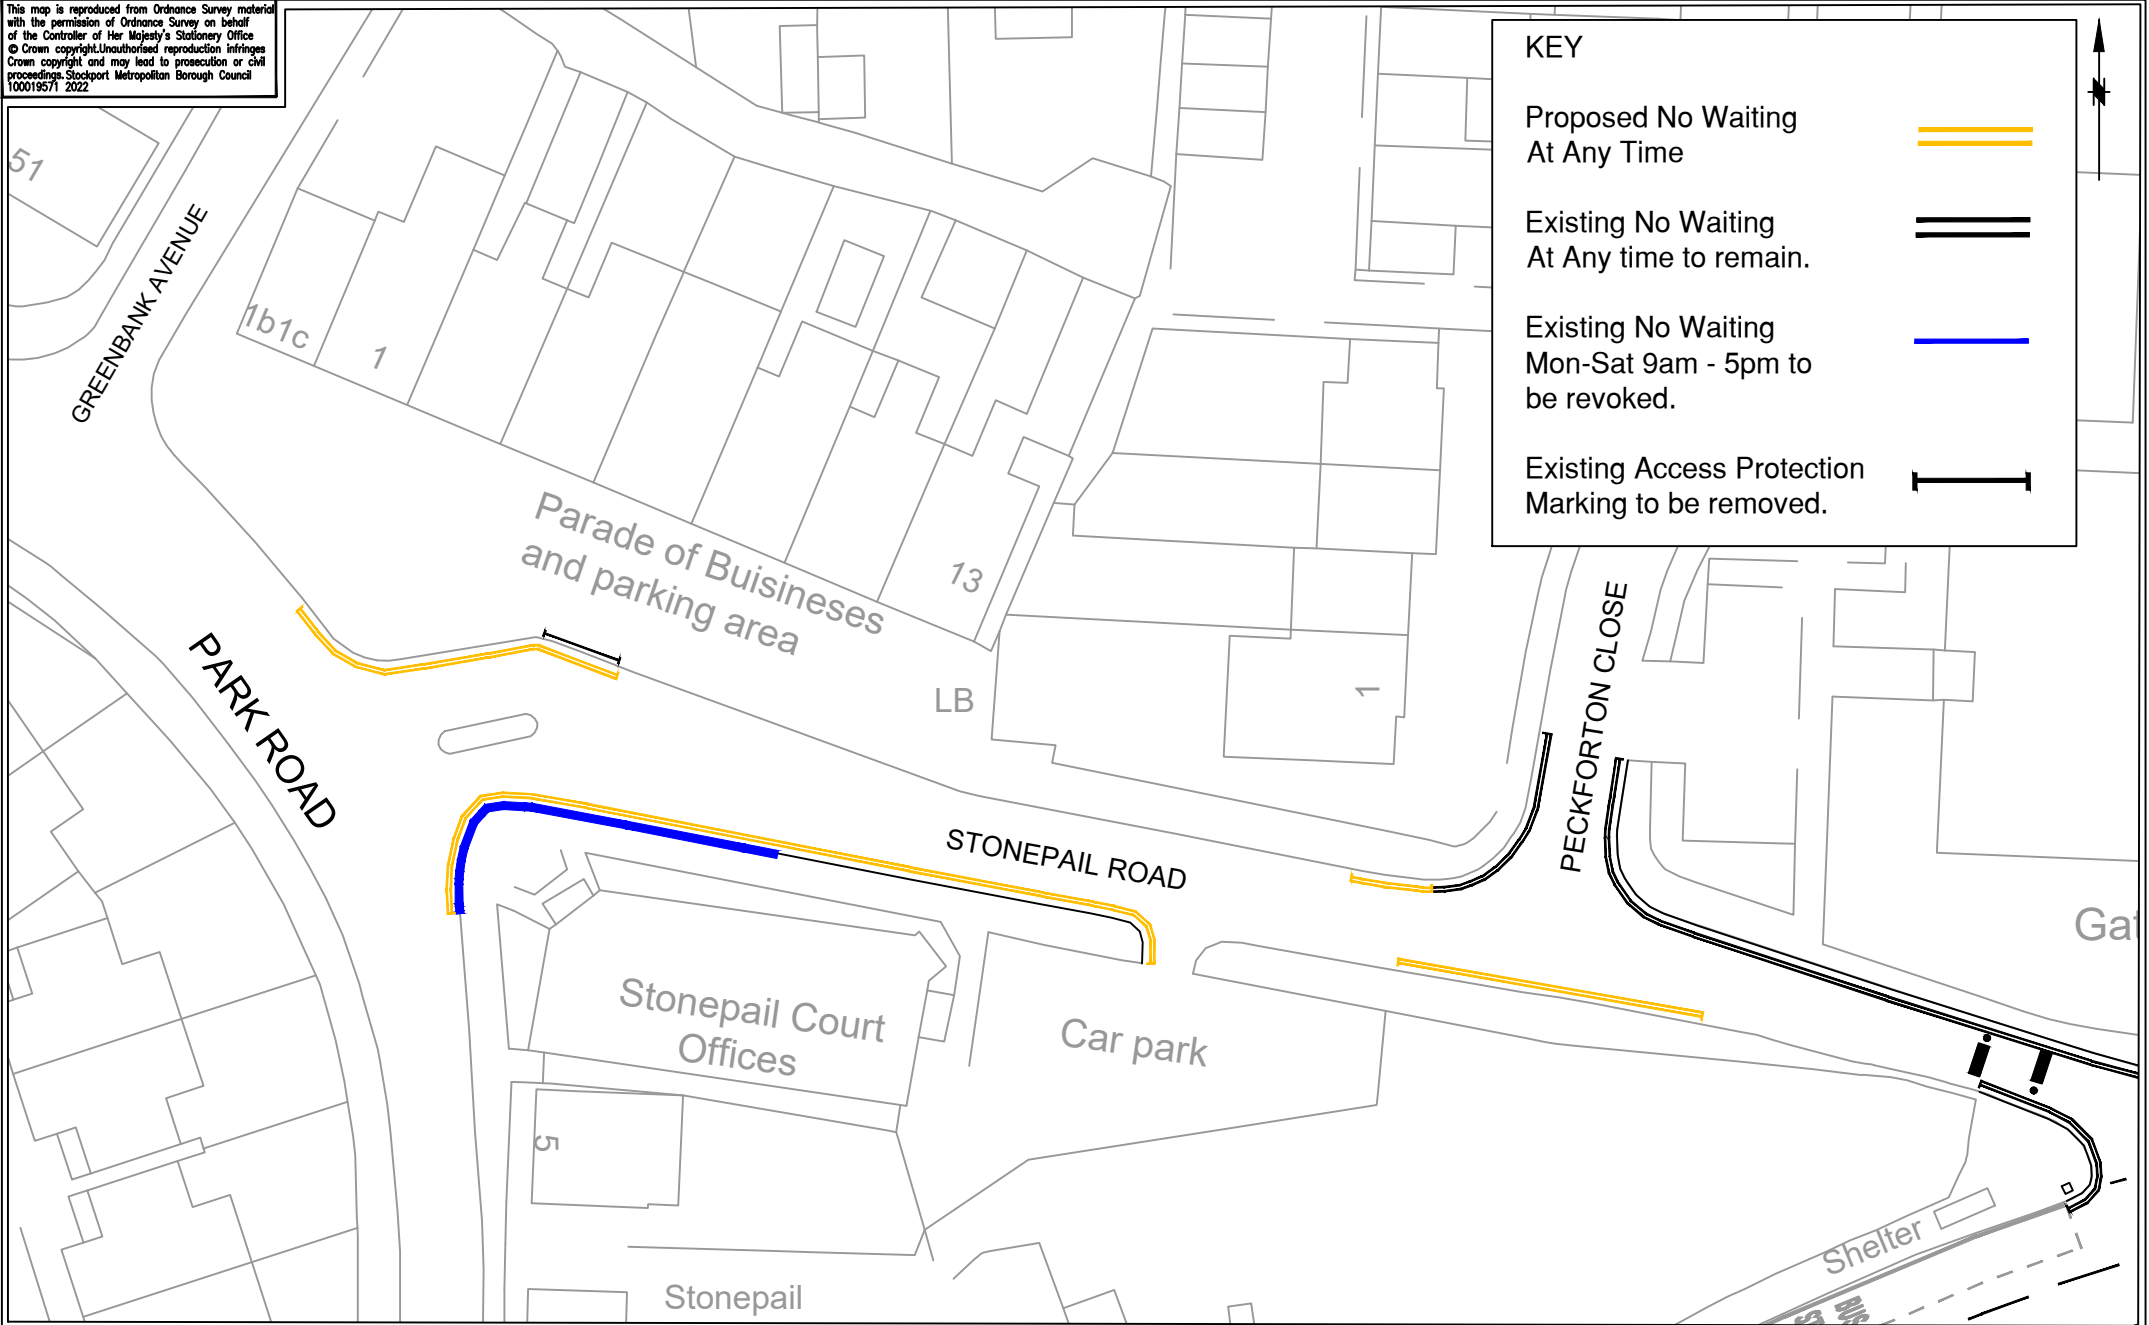 This map is reproduced from Ordnance Survey material
with the permission of Ordnance Survey on behalf
of the Controller of Her Majesty's Stationery Office
© Crown copyright.Unauthorised reproduction infringes
Crown copyright and may lead to prosecution or civil
proceedings.Stockport Metropolitan Borough Council
100019571 2022
KEY
Proposed No Waiting
At Any Time
Existing No Waiting
At Any time to remain.
Existing No Waiting
Mon-Sat 9am - 5pm to
be revoked.
Existing Access Protection
Marking to be removed.
51
GREENBANK AVENUE
1b1c
1
Parade of Buisineses
and parking area
13
LB
1
PARK ROAD
PECKFORTON CLOSE
STONEPAIL ROAD
Stonepail Court
Offices
Car park
Gat
5
Stonepail
Shelter
BUS
ST